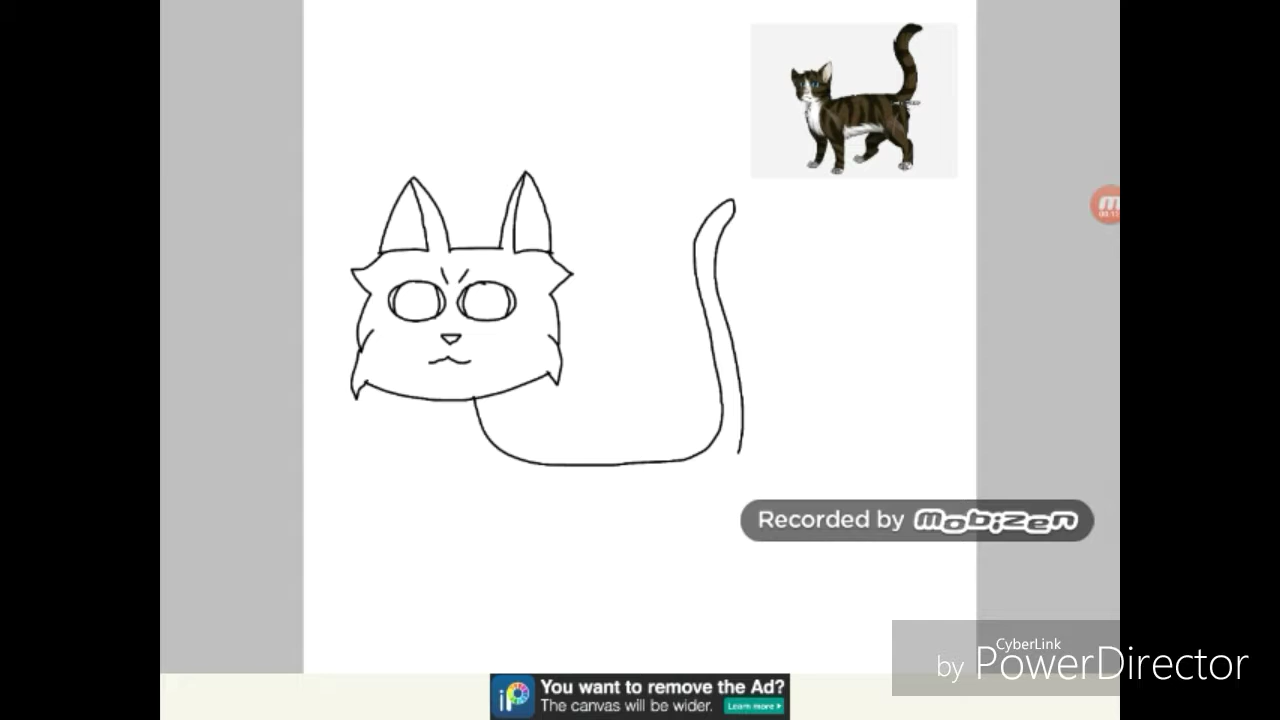 Recorded by mobizen
CyberLink
by PowerDirector
iP
You want to remove the Ad?
The canvas will be wider.
Learn more